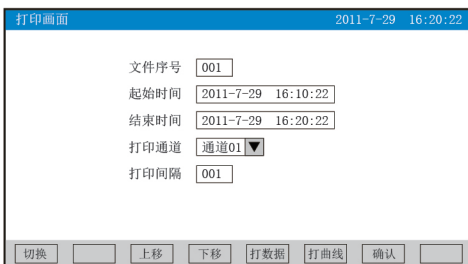 打印画面 2011-7-29 16:20:22
文件序号 001
起始时间 2011-7-29 16:10:22
结束时间 2011-7-29 16:20:22
打印通道 通道01
打印间隔 001
切换 上移 下移 打数据 打曲线 确认